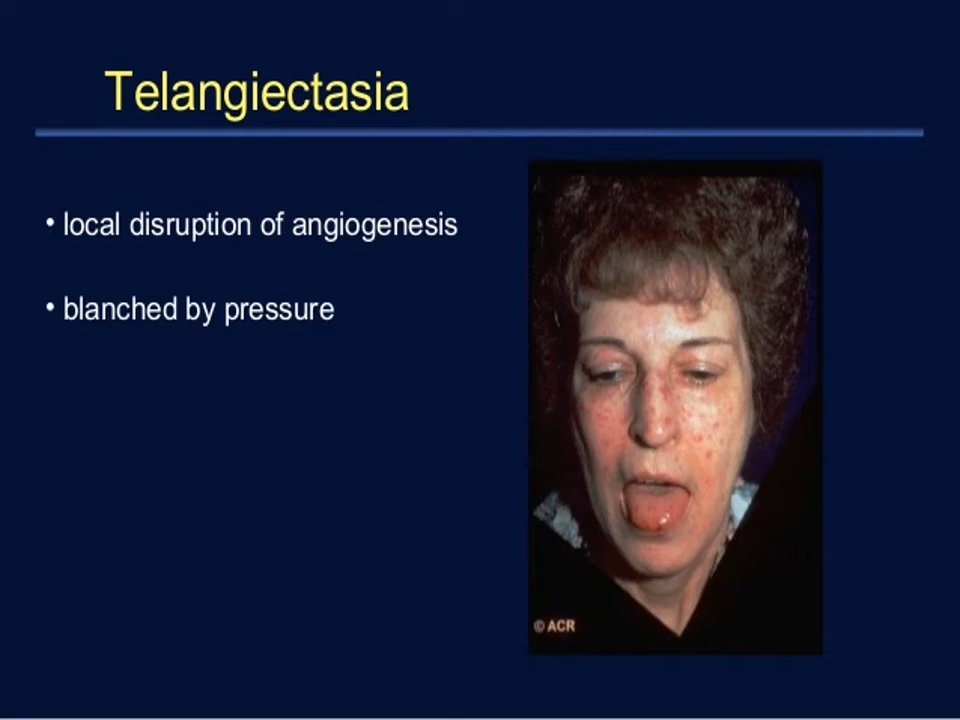 Telangiectasia
• local disruption of angiogenesis
• blanched by pressure
© ACR